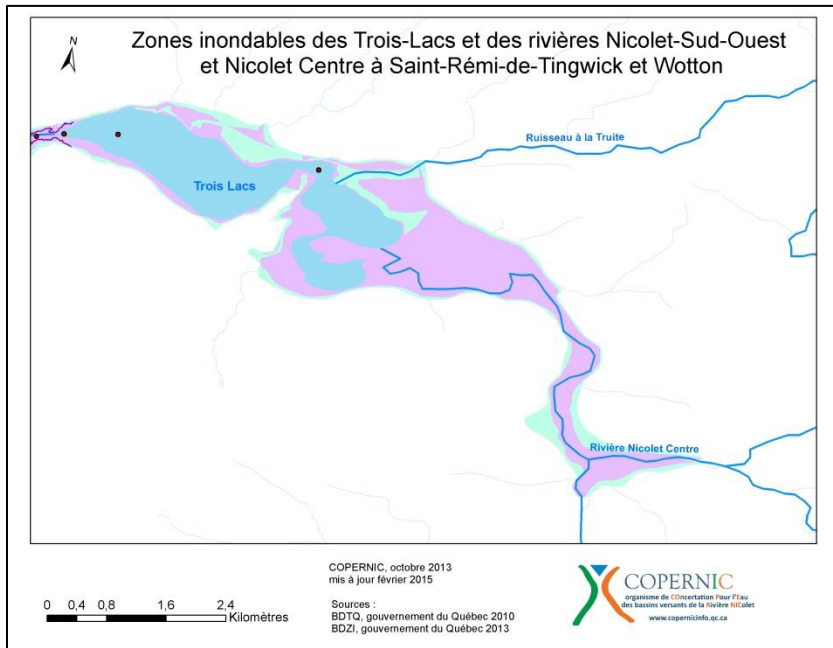 Zones inondables des Trois-Lacs et des rivières Nicolet-Sud-Ouest
et Nicolet Centre à Saint-Rémi-de-Tingwick et Wotton
N
Ruisseau à la Truite
Trois Lacs
Rivière Nicolet Centre
COPERNIC, octobre 2013
mis à jour février 2015
Sources :
BDTQ, gouvernement du Québec 2010
BDZI, gouvernement du Québec 2013
0 0,4 0,8 1,6 2,4
Kilomètres
COPERNIC
organisme de COncertation Pour l'Eau
des bassins versants de la Rivière NIColet
www.copernicinfo.qc.ca